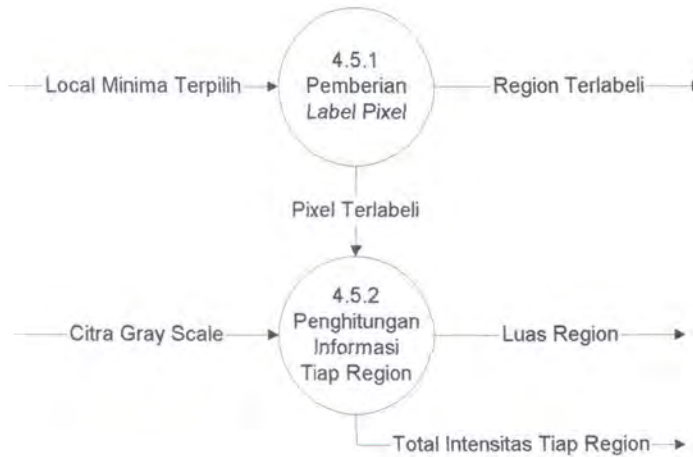 4.5.1
Pemberian
Label Pixel
Local Minima Terpilih
Region Terlabeli
Pixel Terlabeli
4.5.2
Penghitungan
Informasi
Tiap Region
Citra Gray Scale
Luas Region
Total Intensitas Tiap Region